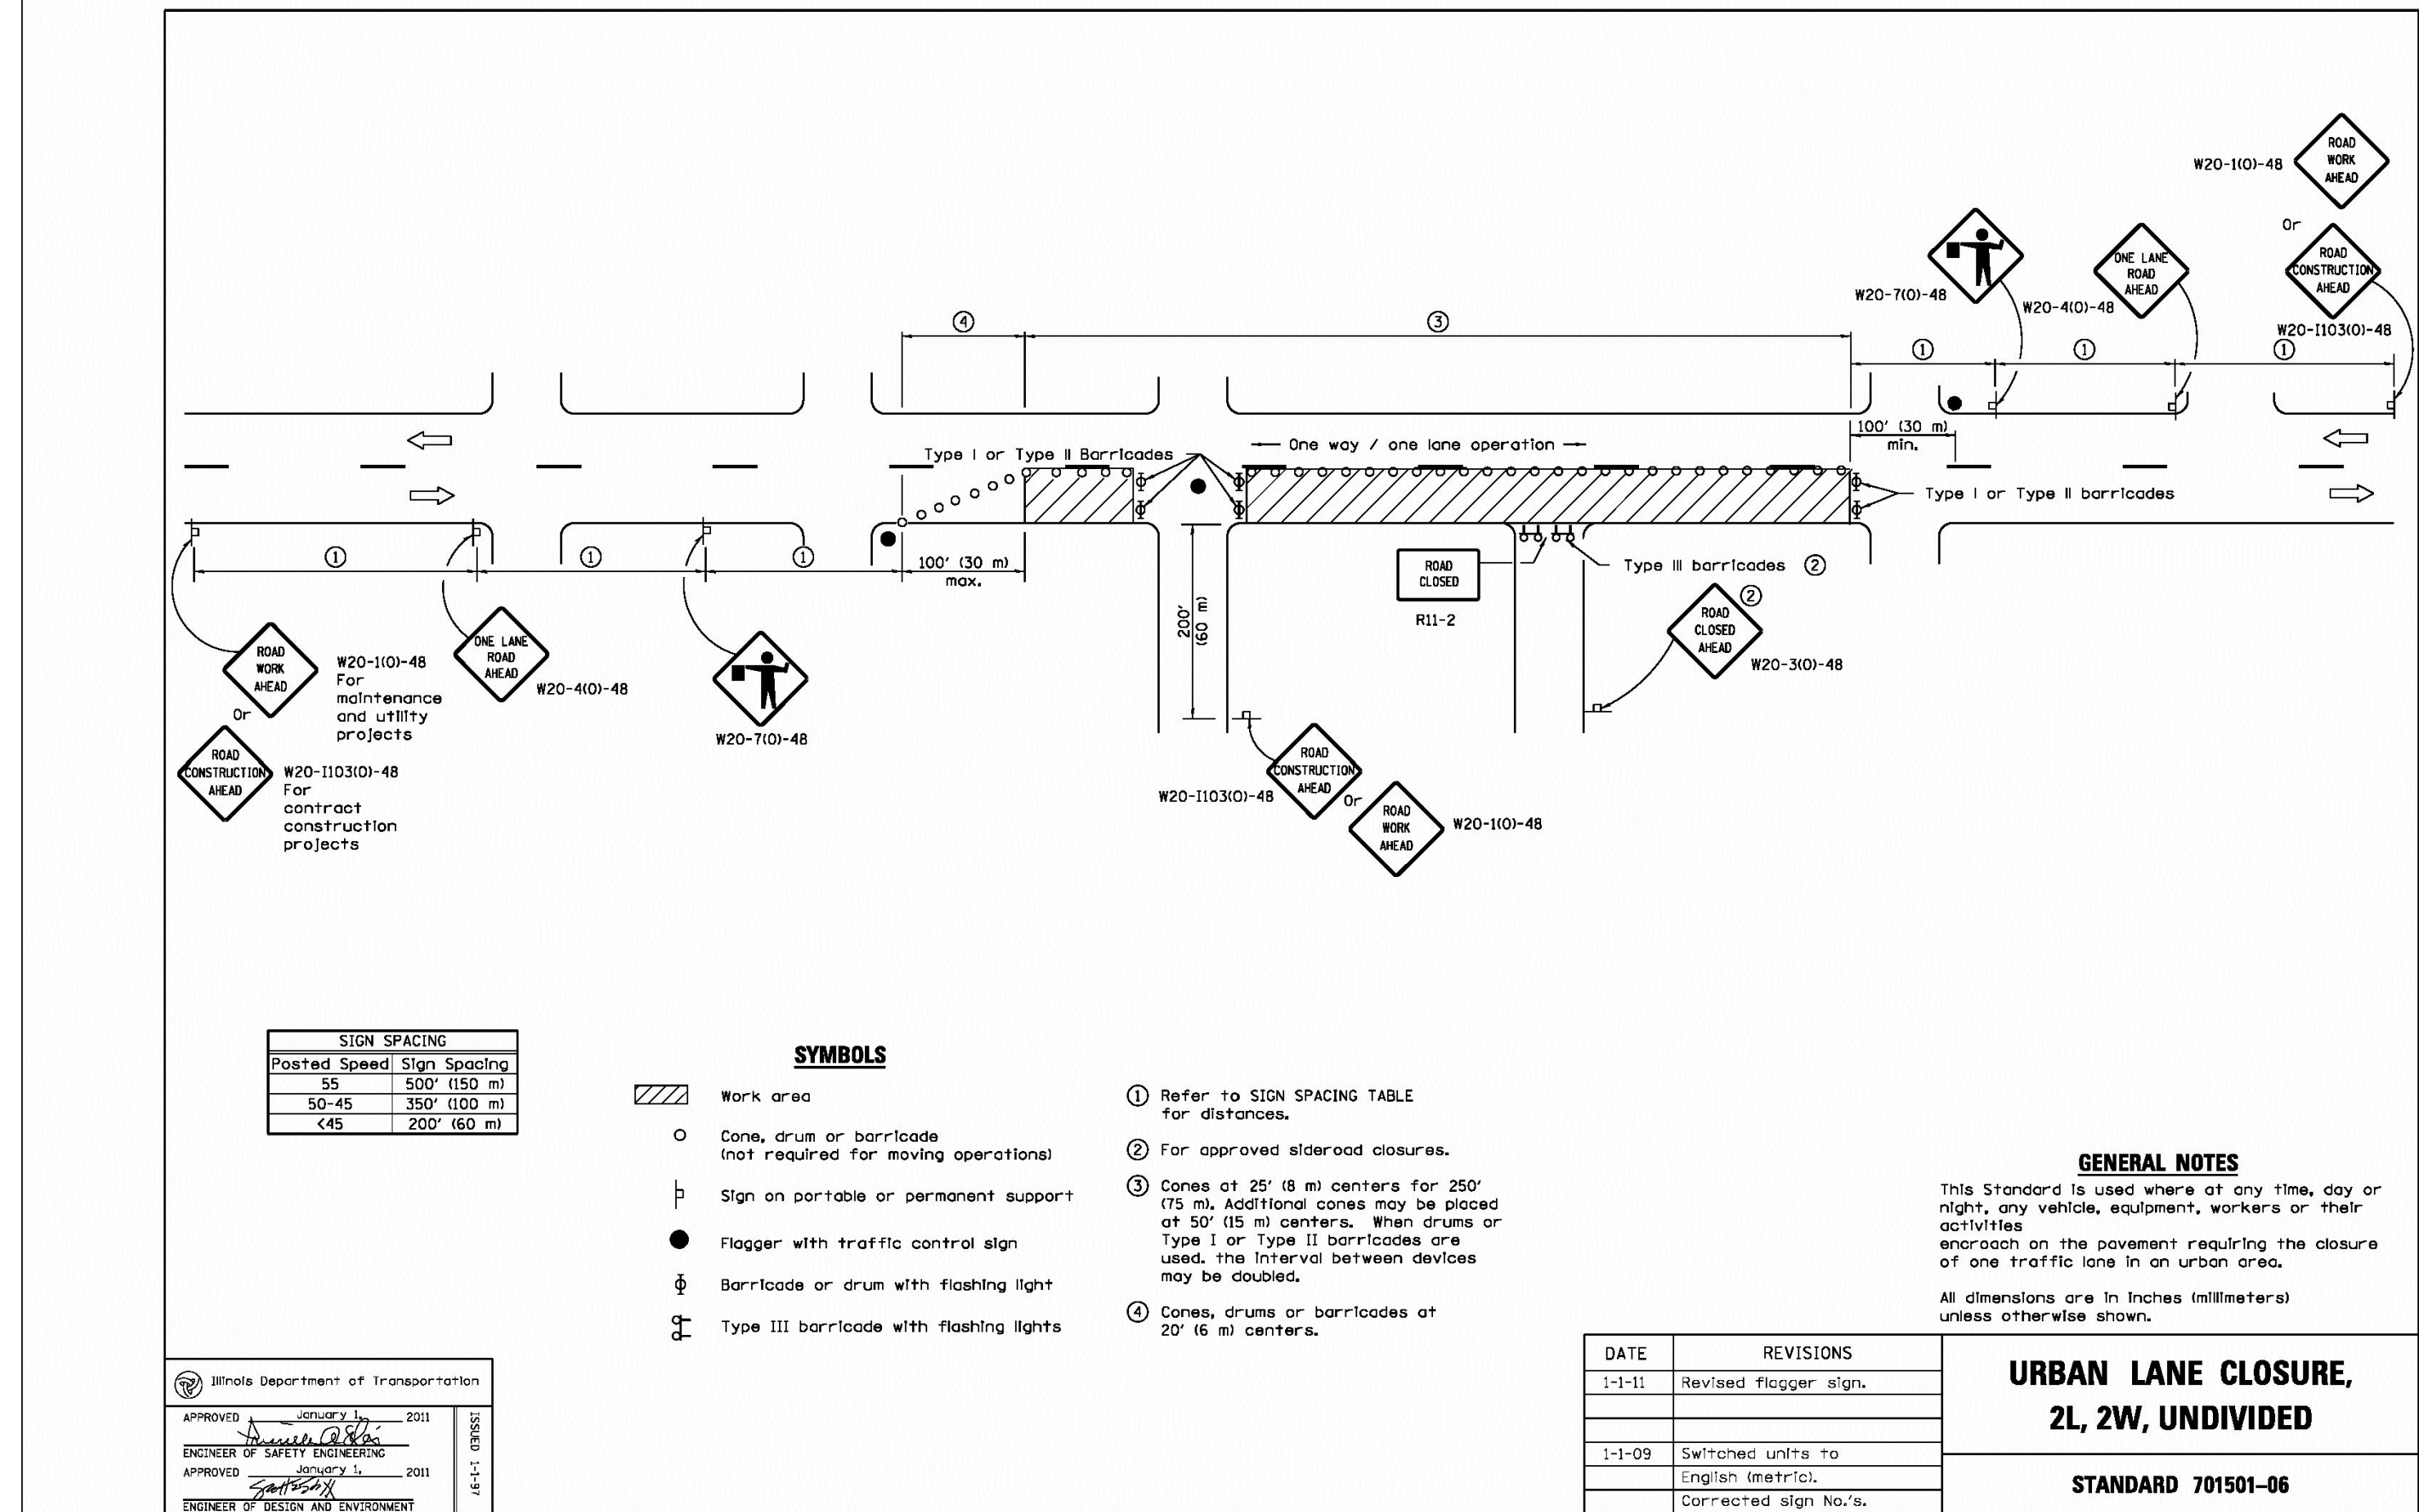 W20-1(O)-48
ROAD
WORK
AHEAD
Or
ROAD
CONSTRUCTION
AHEAD
W20-I103(O)-48
W20-7(O)-48
ONE LANE
ROAD
AHEAD
W20-4(O)-48
4
3
1
1
1
100' (30 m)
min.
Type I or Type II Barricades
One way / one lane operation
Type I or Type II barricades
1
1
1
100' (30 m)
max.
200'
(60 m)
ROAD
CLOSED
R11-2
Type III barricades 2
2
ROAD
CLOSED
AHEAD
W20-3(O)-48
ROAD
WORK
AHEAD
W20-1(O)-48
For
maintenance
and utility
projects
Or
ROAD
CONSTRUCTION
AHEAD
W20-I103(O)-48
For
contract
construction
projects
ONE LANE
ROAD
AHEAD
W20-4(O)-48
W20-7(O)-48
ROAD
CONSTRUCTION
AHEAD
W20-I103(O)-48
Or
ROAD
WORK
AHEAD
W20-1(O)-48
SIGN SPACING
Posted Speed Sign Spacing
55 500' (150 m)
50-45 350' (100 m)
<45 200' (60 m)
SYMBOLS
Work area
Cone, drum or barricade
(not required for moving operations)
Sign on portable or permanent support
Flagger with traffic control sign
Barricade or drum with flashing light
Type III barricade with flashing lights
1 Refer to SIGN SPACING TABLE
for distances.
2 For approved sideroad closures.
3 Cones at 25' (8 m) centers for 250'
(75 m). Additional cones may be placed
at 50' (15 m) centers. When drums or
Type I or Type II barricades are
used. the interval between devices
may be doubled.
4 Cones, drums or barricades at
20' (6 m) centers.
GENERAL NOTES
This Standard is used where at any time, day or
night, any vehicle, equipment, workers or their
activities
encroach on the pavement requiring the closure
of one traffic lane in an urban area.
All dimensions are in inches (millimeters)
unless otherwise shown.
Illinois Department of Transportation
APPROVED January 1, 2011
ENGINEER OF SAFETY ENGINEERING
APPROVED January 1, 2011
ENGINEER OF DESIGN AND ENVIRONMENT
ISSUED 1-1-97
DATE REVISIONS
1-1-11 Revised flagger sign.
1-1-09 Switched units to
English (metric).
Corrected sign No.'s.
URBAN LANE CLOSURE,
2L, 2W, UNDIVIDED
STANDARD 701501-06